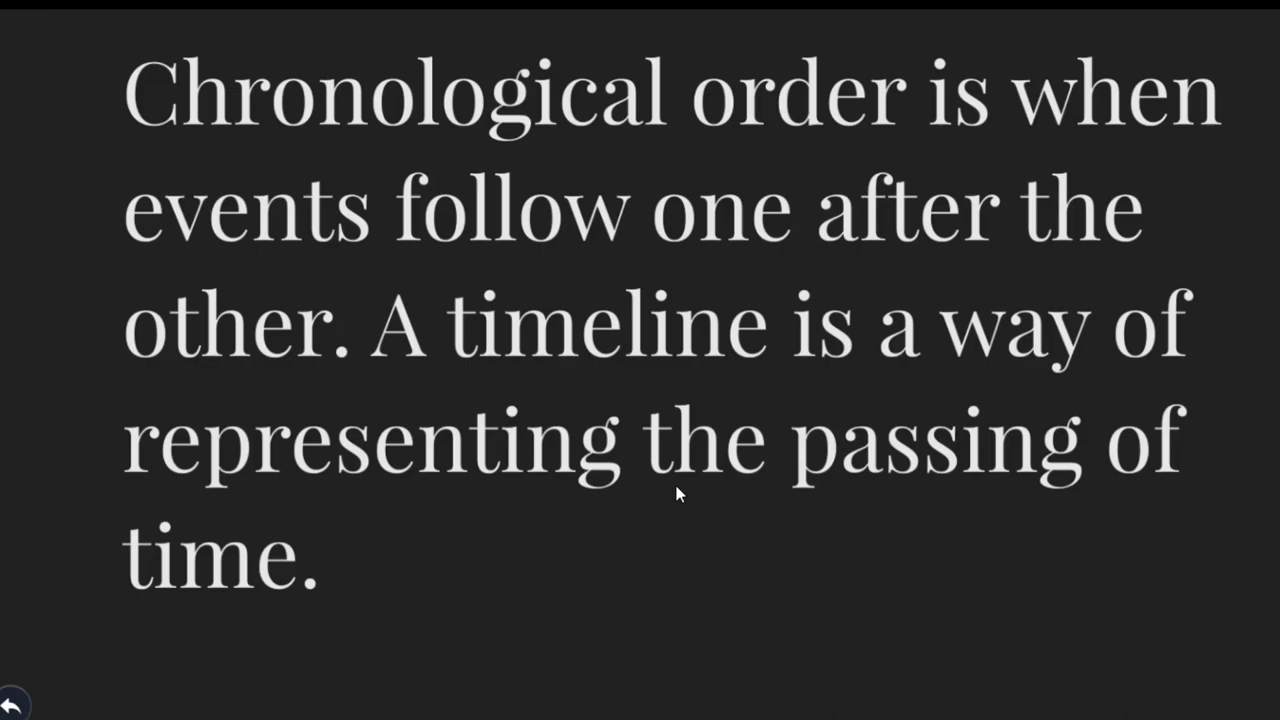 Chronological order is when
events follow one after the
other. A timeline is a way of
representing the passing of
time.